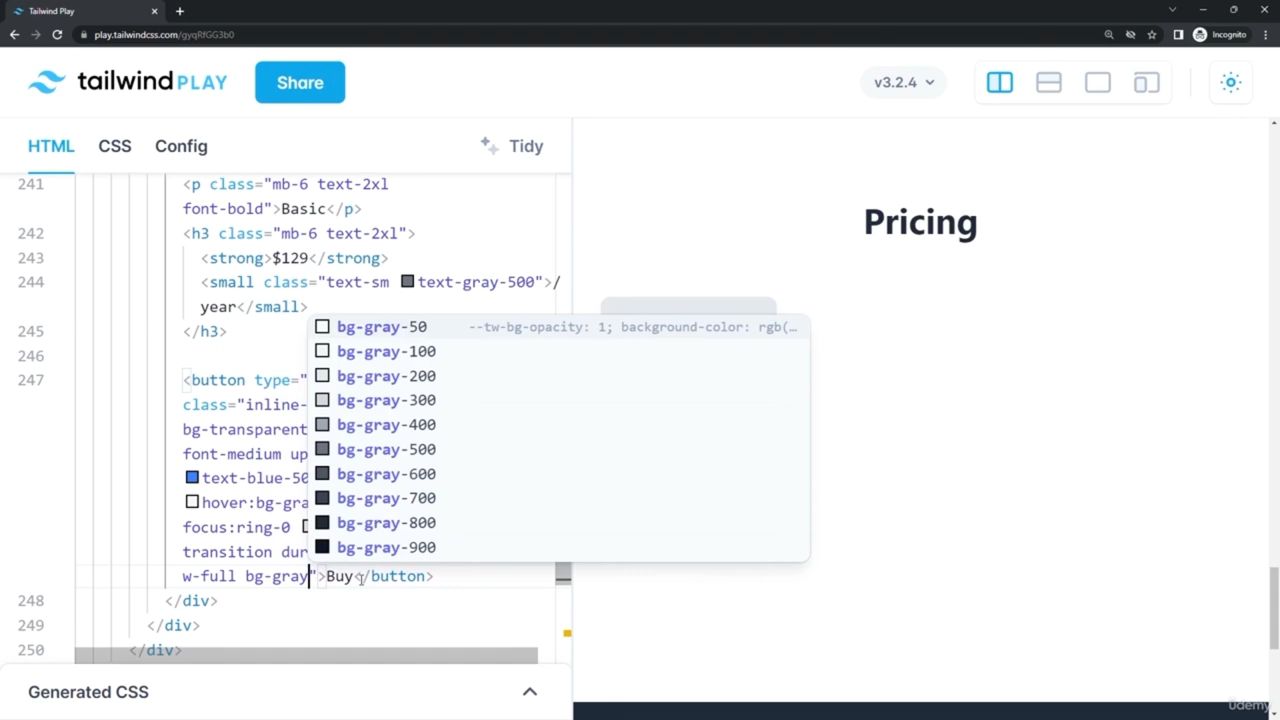 Tailwind Play
play.tailwindcss.com/gyqRfGG3b0
Incognito
tailwind PLAY
Share
v3.2.4
HTML CSS Config
Tidy
241 <p class="mb-6 text-2xl
font-bold">Basic</p>
242 <h3 class="mb-6 text-2xl">
243 <strong>$129</strong>
244 <small class="text-sm text-gray-500">/
year</small>
245 </h3>
246
247 <button type="
class="inline-
bg-transparent
font-medium up
text-blue-50
hover:bg-gra
focus:ring-0
transition dur
w-full bg-gray">Buy</button>
248 </div>
249 </div>
250 </div>
bg-gray-50 --tw-bg-opacity: 1; background-color: rgb(…
bg-gray-100
bg-gray-200
bg-gray-300
bg-gray-400
bg-gray-500
bg-gray-600
bg-gray-700
bg-gray-800
bg-gray-900
Generated CSS
Pricing
ûdemy